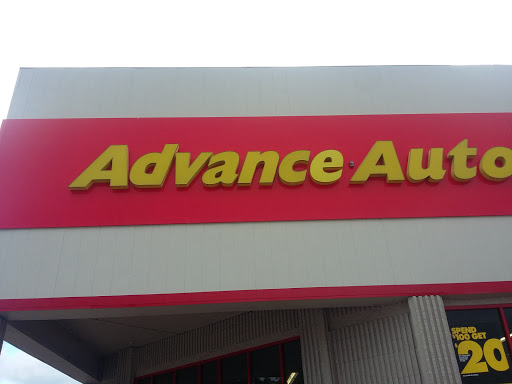 Advance Auto
SPEND
$100 GET
$20